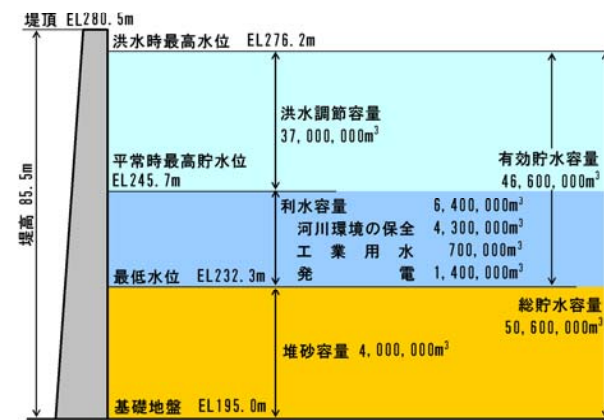 堤頂 EL280.5m
洪水時最高水位 EL276.2m
洪水調節容量
37,000,000m³
有効貯水容量
46,600,000m³
平常時最高貯水位
EL245.7m
利水容量 6,400,000m³
河川環境の保全 4,300,000m³
工業用水 700,000m³
発電 1,400,000m³
最低水位 EL232.3m
総貯水容量
50,600,000m³
堆砂容量 4,000,000m³
基礎地盤 EL195.0m
堤高 85.5m